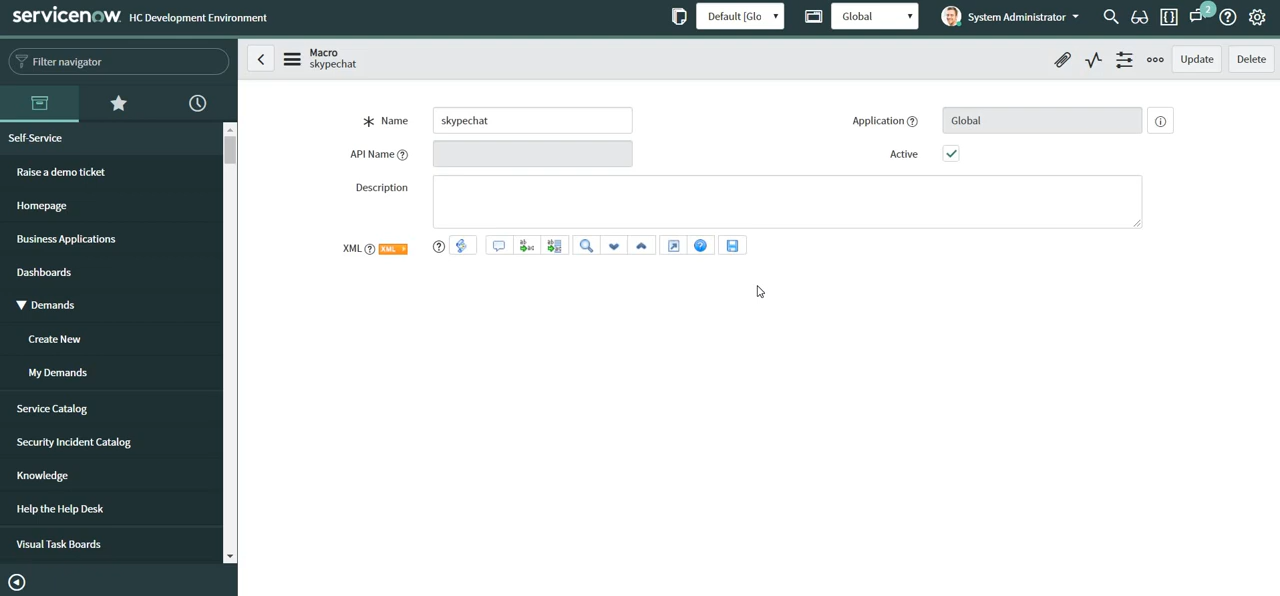 servicenow. HC Development Environment
Default [Glo
Global
System Administrator
2
Filter navigator
Macro
skypechat
Update
Delete
Self-Service
Raise a demo ticket
Homepage
Business Applications
Dashboards
Demands
Create New
My Demands
Service Catalog
Security Incident Catalog
Knowledge
Help the Help Desk
Visual Task Boards
Name
skypechat
Application
Global
API Name
Active
Description
XML
XML